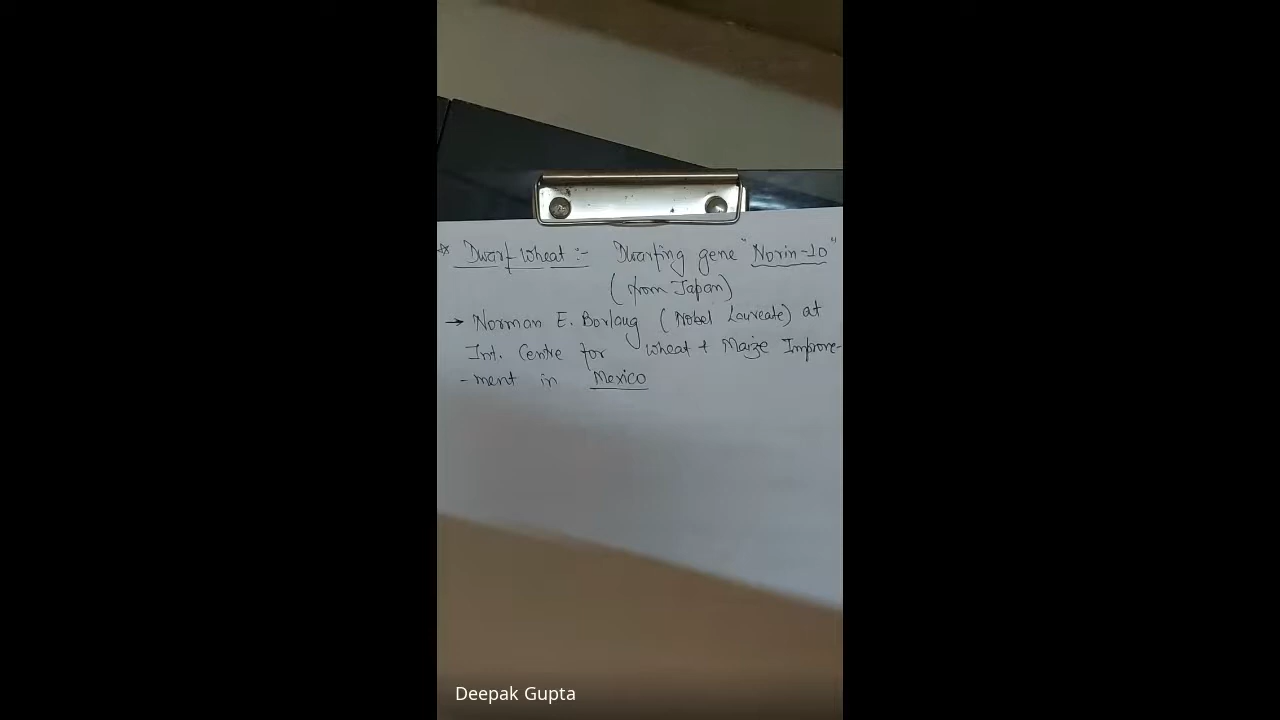 * Dwarf Wheat :- Dwarfing gene "Norin-10"
(from Japan)
→ Norman E. Borlaug (Nobel Laureate) at
Int. Centre for Wheat + Maize Improve-
-ment in Mexico
Deepak Gupta